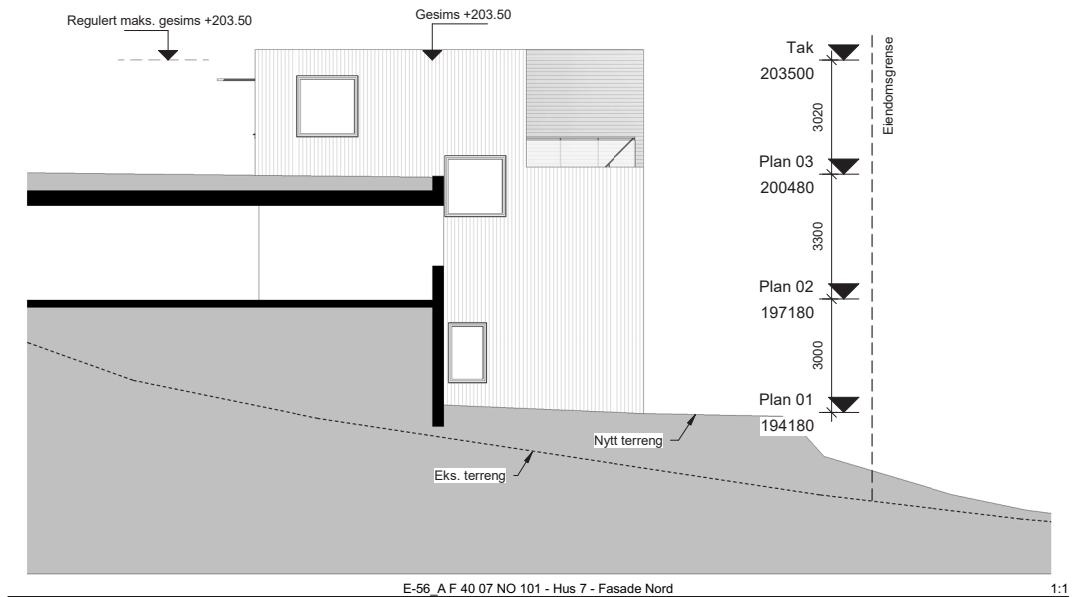 Regulert maks. gesims +203.50
Gesims +203.50
Tak
203500
Eiendomsgrense
3020
Plan 03
200480
3300
Plan 02
197180
3000
Plan 01
194180
Nytt terreng
Eks. terreng
E-56_A F 40 07 NO 101 - Hus 7 - Fasade Nord
1:1